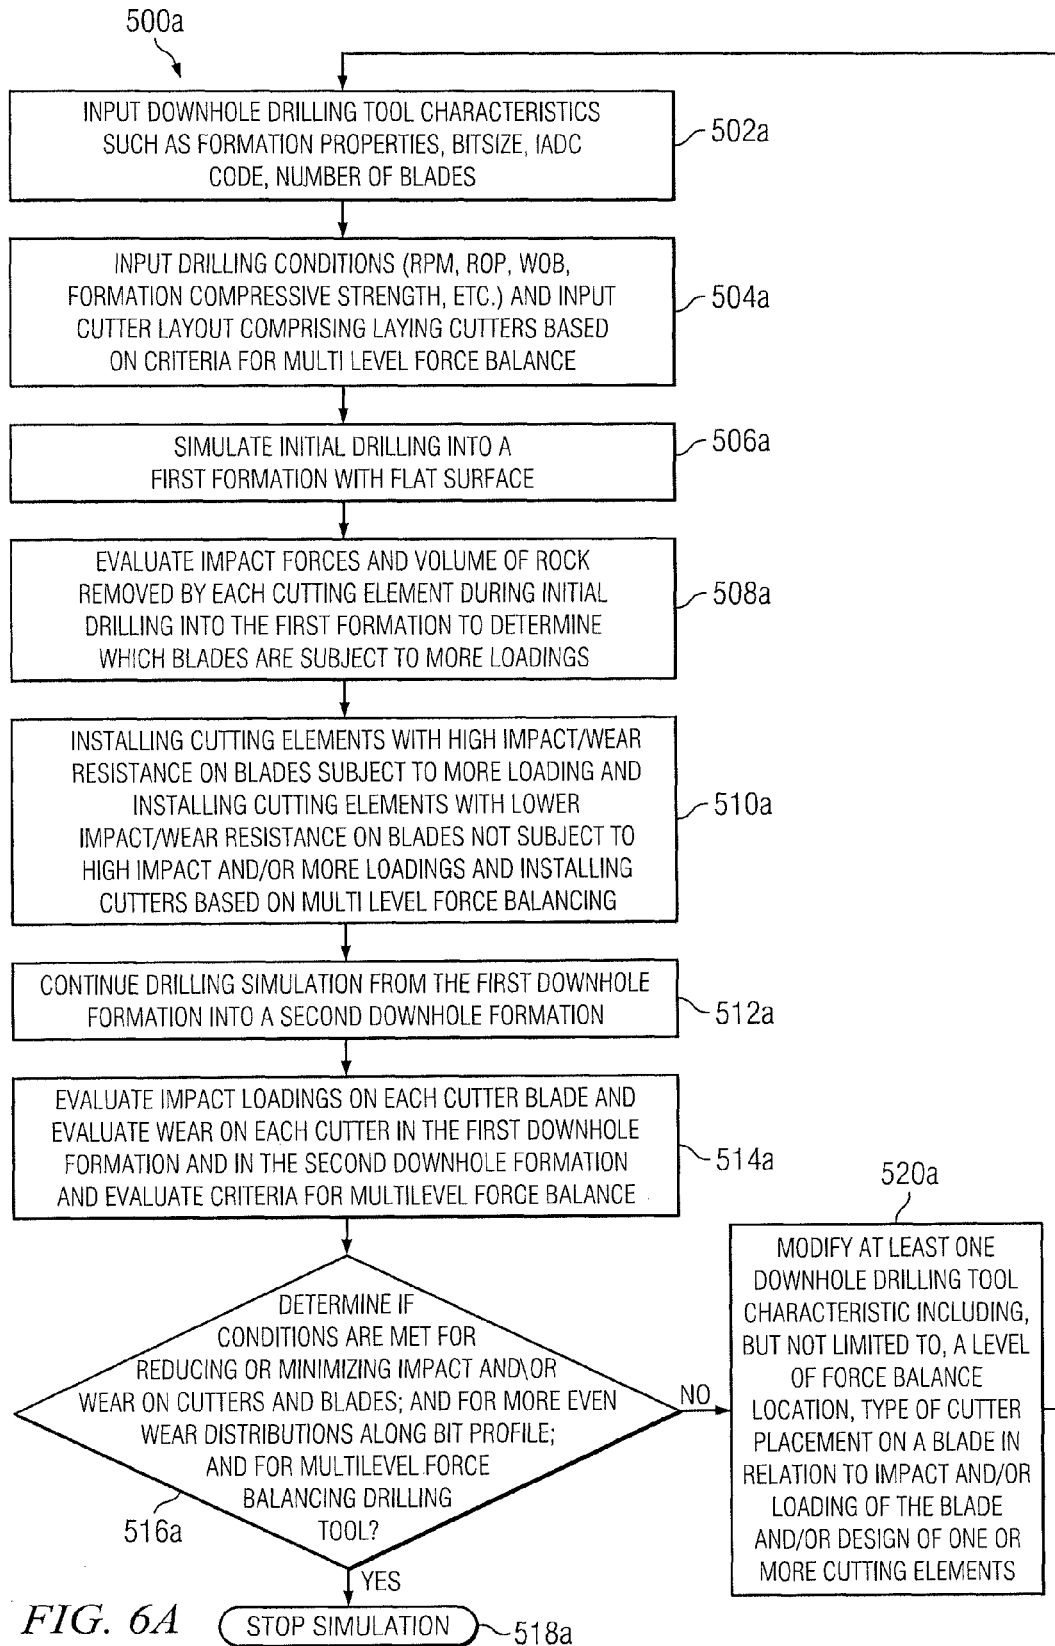 500a
INPUT DOWNHOLE DRILLING TOOL CHARACTERISTICS
SUCH AS FORMATION PROPERTIES, BITSIZE, IADC
CODE, NUMBER OF BLADES
502a
INPUT DRILLING CONDITIONS (RPM, ROP, WOB,
FORMATION COMPRESSIVE STRENGTH, ETC.) AND INPUT
CUTTER LAYOUT COMPRISING LAYING CUTTERS BASED
ON CRITERIA FOR MULTI LEVEL FORCE BALANCE
504a
SIMULATE INITIAL DRILLING INTO A
FIRST FORMATION WITH FLAT SURFACE
506a
EVALUATE IMPACT FORCES AND VOLUME OF ROCK
REMOVED BY EACH CUTTING ELEMENT DURING INITIAL
DRILLING INTO THE FIRST FORMATION TO DETERMINE
WHICH BLADES ARE SUBJECT TO MORE LOADINGS
508a
INSTALLING CUTTING ELEMENTS WITH HIGH IMPACT/WEAR
RESISTANCE ON BLADES SUBJECT TO MORE LOADING AND
INSTALLING CUTTING ELEMENTS WITH LOWER
IMPACT/WEAR RESISTANCE ON BLADES NOT SUBJECT TO
HIGH IMPACT AND/OR MORE LOADINGS AND INSTALLING
CUTTERS BASED ON MULTI LEVEL FORCE BALANCING
510a
CONTINUE DRILLING SIMULATION FROM THE FIRST DOWNHOLE
FORMATION INTO A SECOND DOWNHOLE FORMATION
512a
EVALUATE IMPACT LOADINGS ON EACH CUTTER BLADE AND
EVALUATE WEAR ON EACH CUTTER IN THE FIRST DOWNHOLE
FORMATION AND IN THE SECOND DOWNHOLE FORMATION
AND EVALUATE CRITERIA FOR MULTILEVEL FORCE BALANCE
514a
DETERMINE IF
CONDITIONS ARE MET FOR
REDUCING OR MINIMIZING IMPACT AND\OR
WEAR ON CUTTERS AND BLADES; AND FOR MORE EVEN
WEAR DISTRIBUTIONS ALONG BIT PROFILE;
AND FOR MULTILEVEL FORCE
BALANCING DRILLING
TOOL?
516a
NO
520a
MODIFY AT LEAST ONE
DOWNHOLE DRILLING TOOL
CHARACTERISTIC INCLUDING,
BUT NOT LIMITED TO, A LEVEL
OF FORCE BALANCE
LOCATION, TYPE OF CUTTER
PLACEMENT ON A BLADE IN
RELATION TO IMPACT AND/OR
LOADING OF THE BLADE
AND/OR DESIGN OF ONE OR
MORE CUTTING ELEMENTS
YES
STOP SIMULATION
518a
FIG. 6A